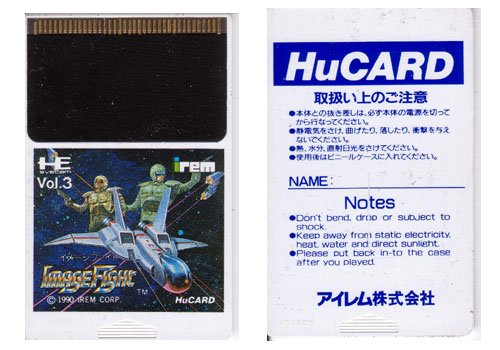 HE
SYSTEM
Vol.3
irem
イメージファイト
IMAGE FIGHT
TM
© 1990 IREM CORP.
HuCARD
HuCARD
取扱い上のご注意
●本体との抜き差しは、必ず本体の電源を切って
から行なってください。
●静電気をさけ、曲げたり、落したり、衝撃を与え
ないでください。
●熱、水分、直射日光をさけてください。
●使用後はビニールケースに入れてください。
NAME:
Notes
●Don't bend, drop or subject to
shock.
●Keep away from static electricity,
heat, water and direct sunlight.
●Please put back in-to the case
after you played.
アイレム株式会社